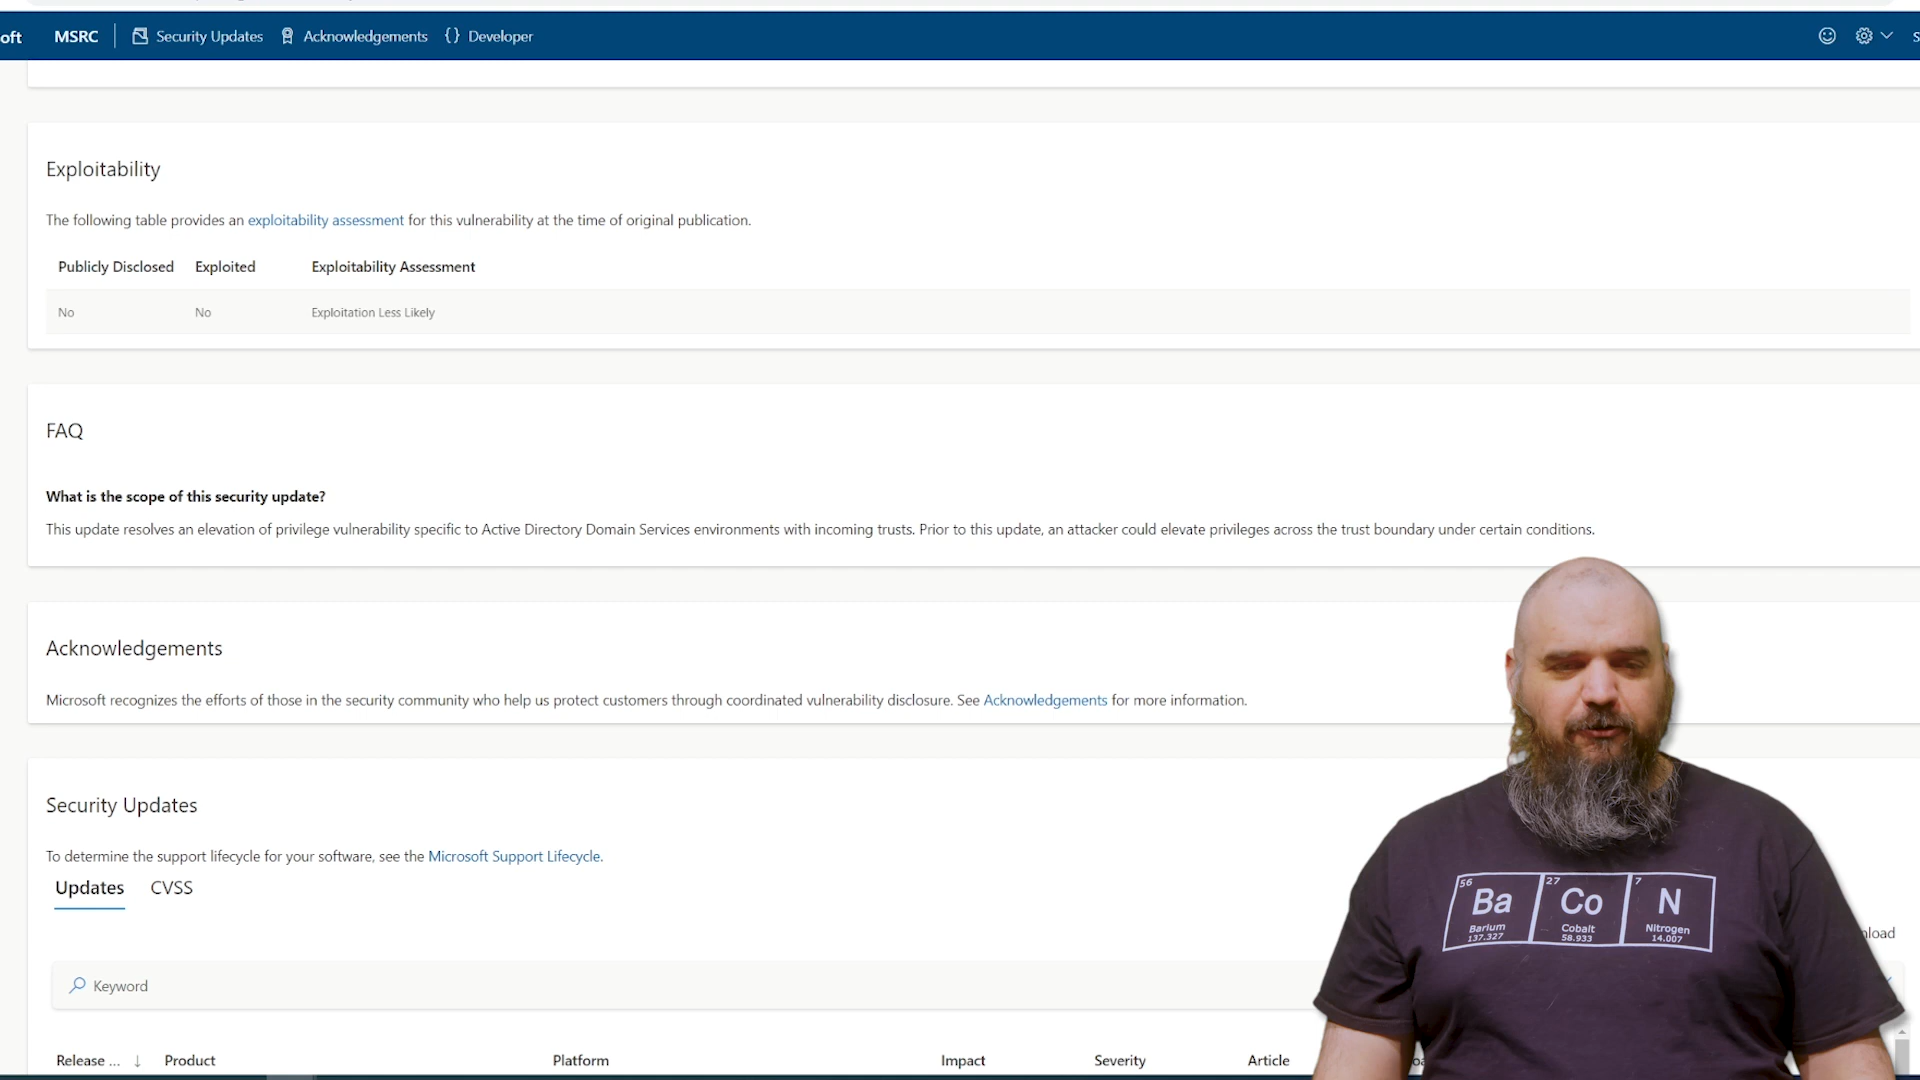 oft MSRC Security Updates Acknowledgements {} Developer
Exploitability
The following table provides an exploitability assessment for this vulnerability at the time of original publication.
Publicly Disclosed Exploited Exploitability Assessment
No No Exploitation Less Likely
FAQ
What is the scope of this security update?
This update resolves an elevation of privilege vulnerability specific to Active Directory Domain Services environments with incoming trusts. Prior to this update, an attacker could elevate privileges across the trust boundary under certain conditions.
Acknowledgements
Microsoft recognizes the efforts of those in the security community who help us protect customers through coordinated vulnerability disclosure. See Acknowledgements for more information.
Security Updates
To determine the support lifecycle for your software, see the Microsoft Support Lifecycle.
Updates CVSS
nload
Keyword
Release ... ↓ Product Platform Impact Severity Article
56 27 7
Ba Co N
Barium Cobalt Nitrogen
137.327 58.933 14.007